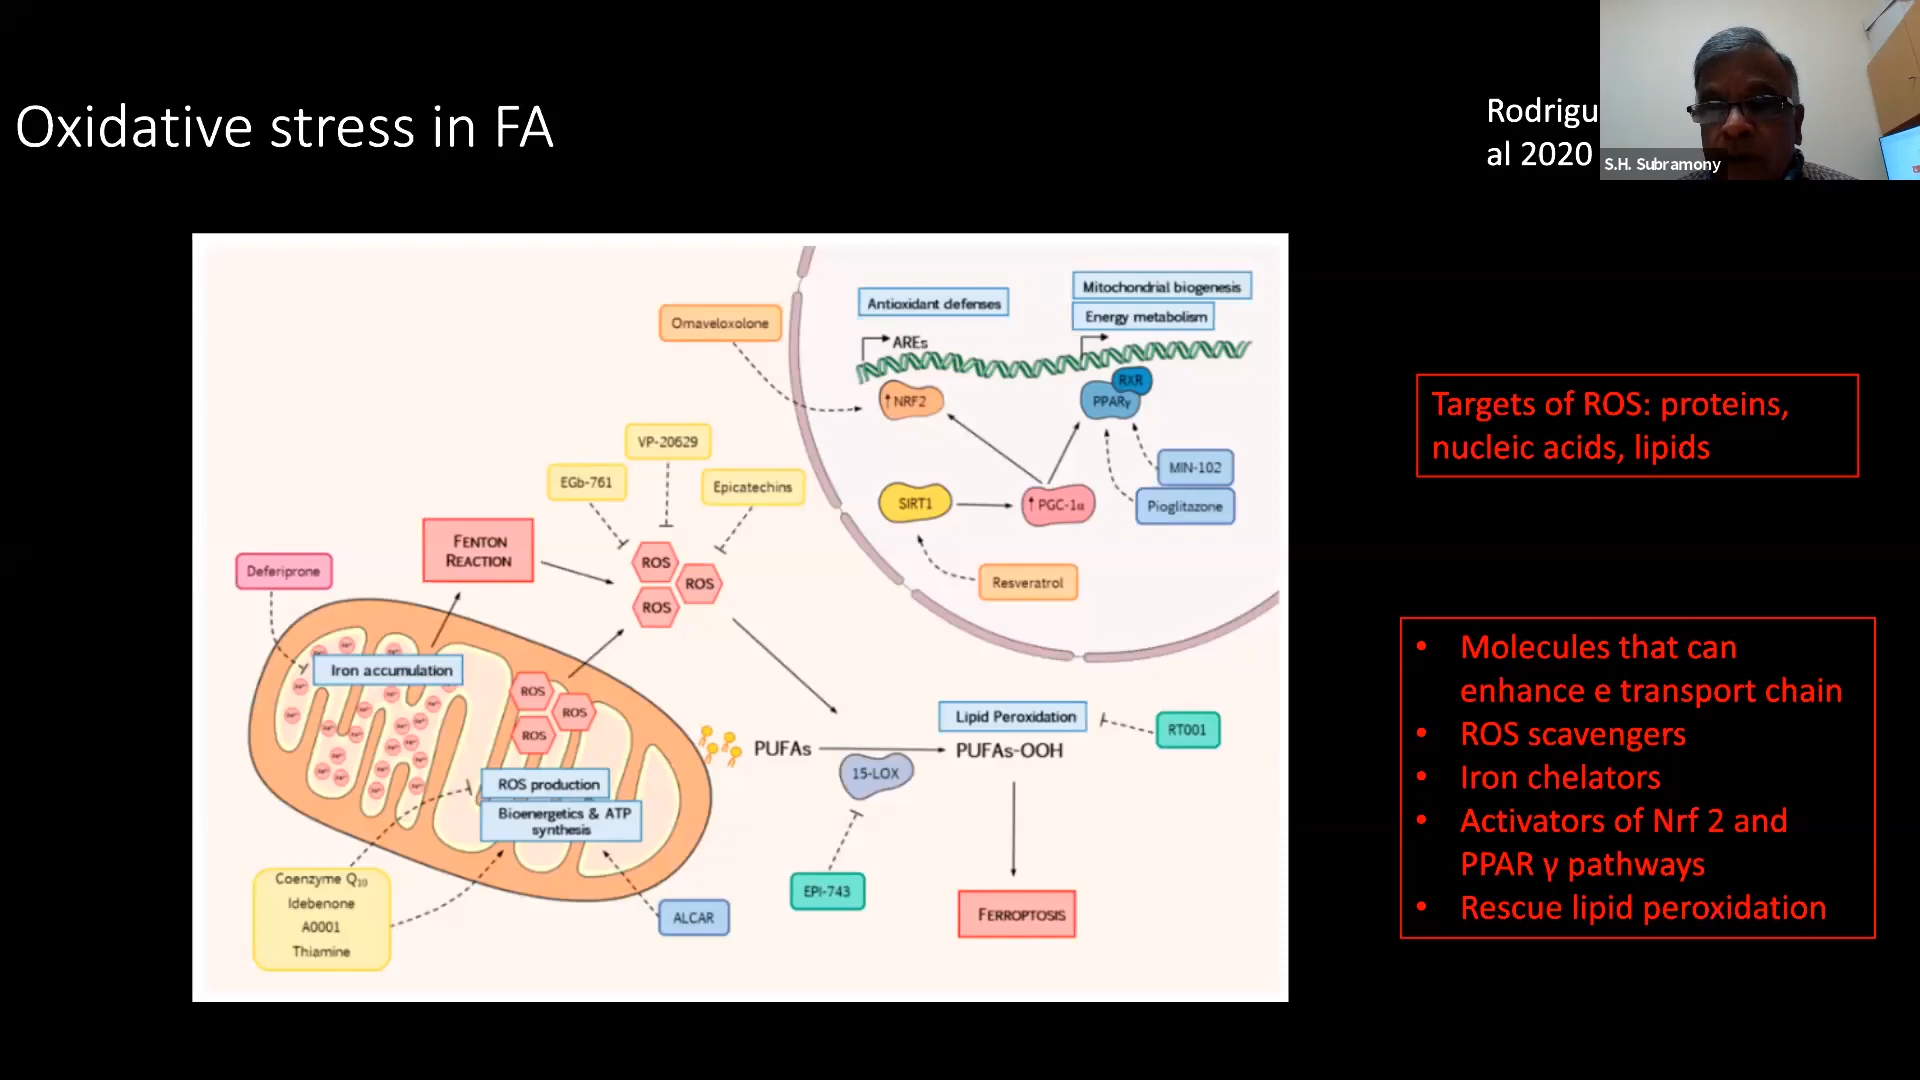 Oxidative stress in FA
Rodrigu
al 2020
S.H. Subramony
Mitochondrial biogenesis
Antioxidant defenses
Energy metabolism
Omaveloxolone
AREs
RXR
↑NRF2
PPARγ
VP-20629
EGb-761
Epicatechins
MIN-102
SIRT1
↑PGC-1α
Pioglitazone
FENTON
REACTION
ROS
ROS
ROS
Deferiprone
Resveratrol
Iron accumulation
ROS
ROS
ROS
Lipid Peroxidation
RT001
PUFAs
PUFAs-OOH
15-LOX
ROS production
Bioenergetics & ATP
synthesis
Coenzyme Q₁₀
Idebenone
A0001
Thiamine
ALCAR
EPI-743
FERROPTOSIS
Targets of ROS: proteins,
nucleic acids, lipids
• Molecules that can
enhance e transport chain
• ROS scavengers
• Iron chelators
• Activators of Nrf 2 and
PPAR γ pathways
• Rescue lipid peroxidation